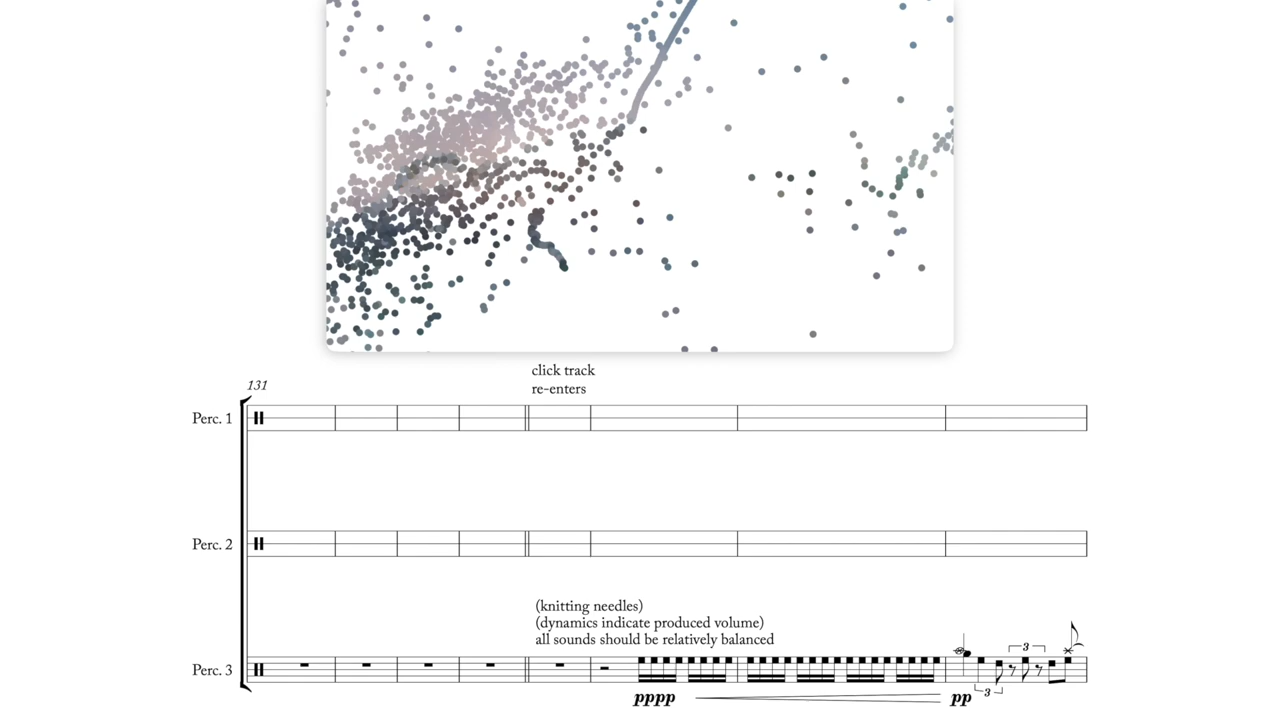 click track
re-enters
131
Perc. 1
Perc. 2
(knitting needles)
(dynamics indicate produced volume)
all sounds should be relatively balanced
Perc. 3
3
3
pppp
pp